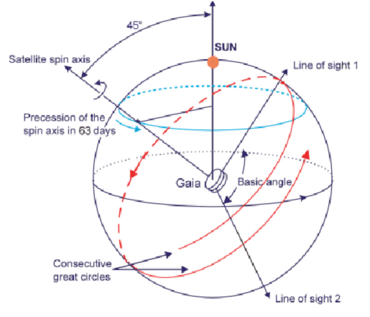 45°
SUN
Satellite spin axis
Line of sight 1
Precession of the
spin axis in 63 days
Gaia
Basic angle
Consecutive
great circles
Line of sight 2